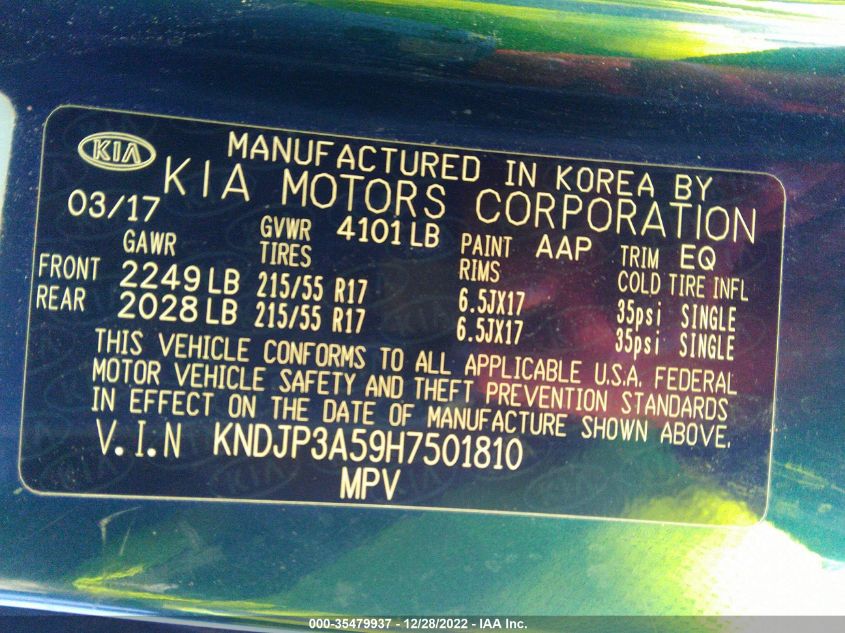 KIA
MANUFACTURED IN KOREA BY
KIA MOTORS CORPORATION
03/17 GVWR 4101 LB PAINT AAP TRIM EQ
GAWR TIRES RIMS COLD TIRE INFL
FRONT 2249 LB 215/55 R17 6.5JX17 35psi SINGLE
REAR 2028 LB 215/55 R17 6.5JX17 35psi SINGLE
THIS VEHICLE CONFORMS TO ALL APPLICABLE U.S.A. FEDERAL
MOTOR VEHICLE SAFETY AND THEFT PREVENTION STANDARDS
IN EFFECT ON THE DATE OF MANUFACTURE SHOWN ABOVE.
V.I.N KNDJP3A59H7501810
MPV
000-35479937 - 12/28/2022 - IAA Inc.